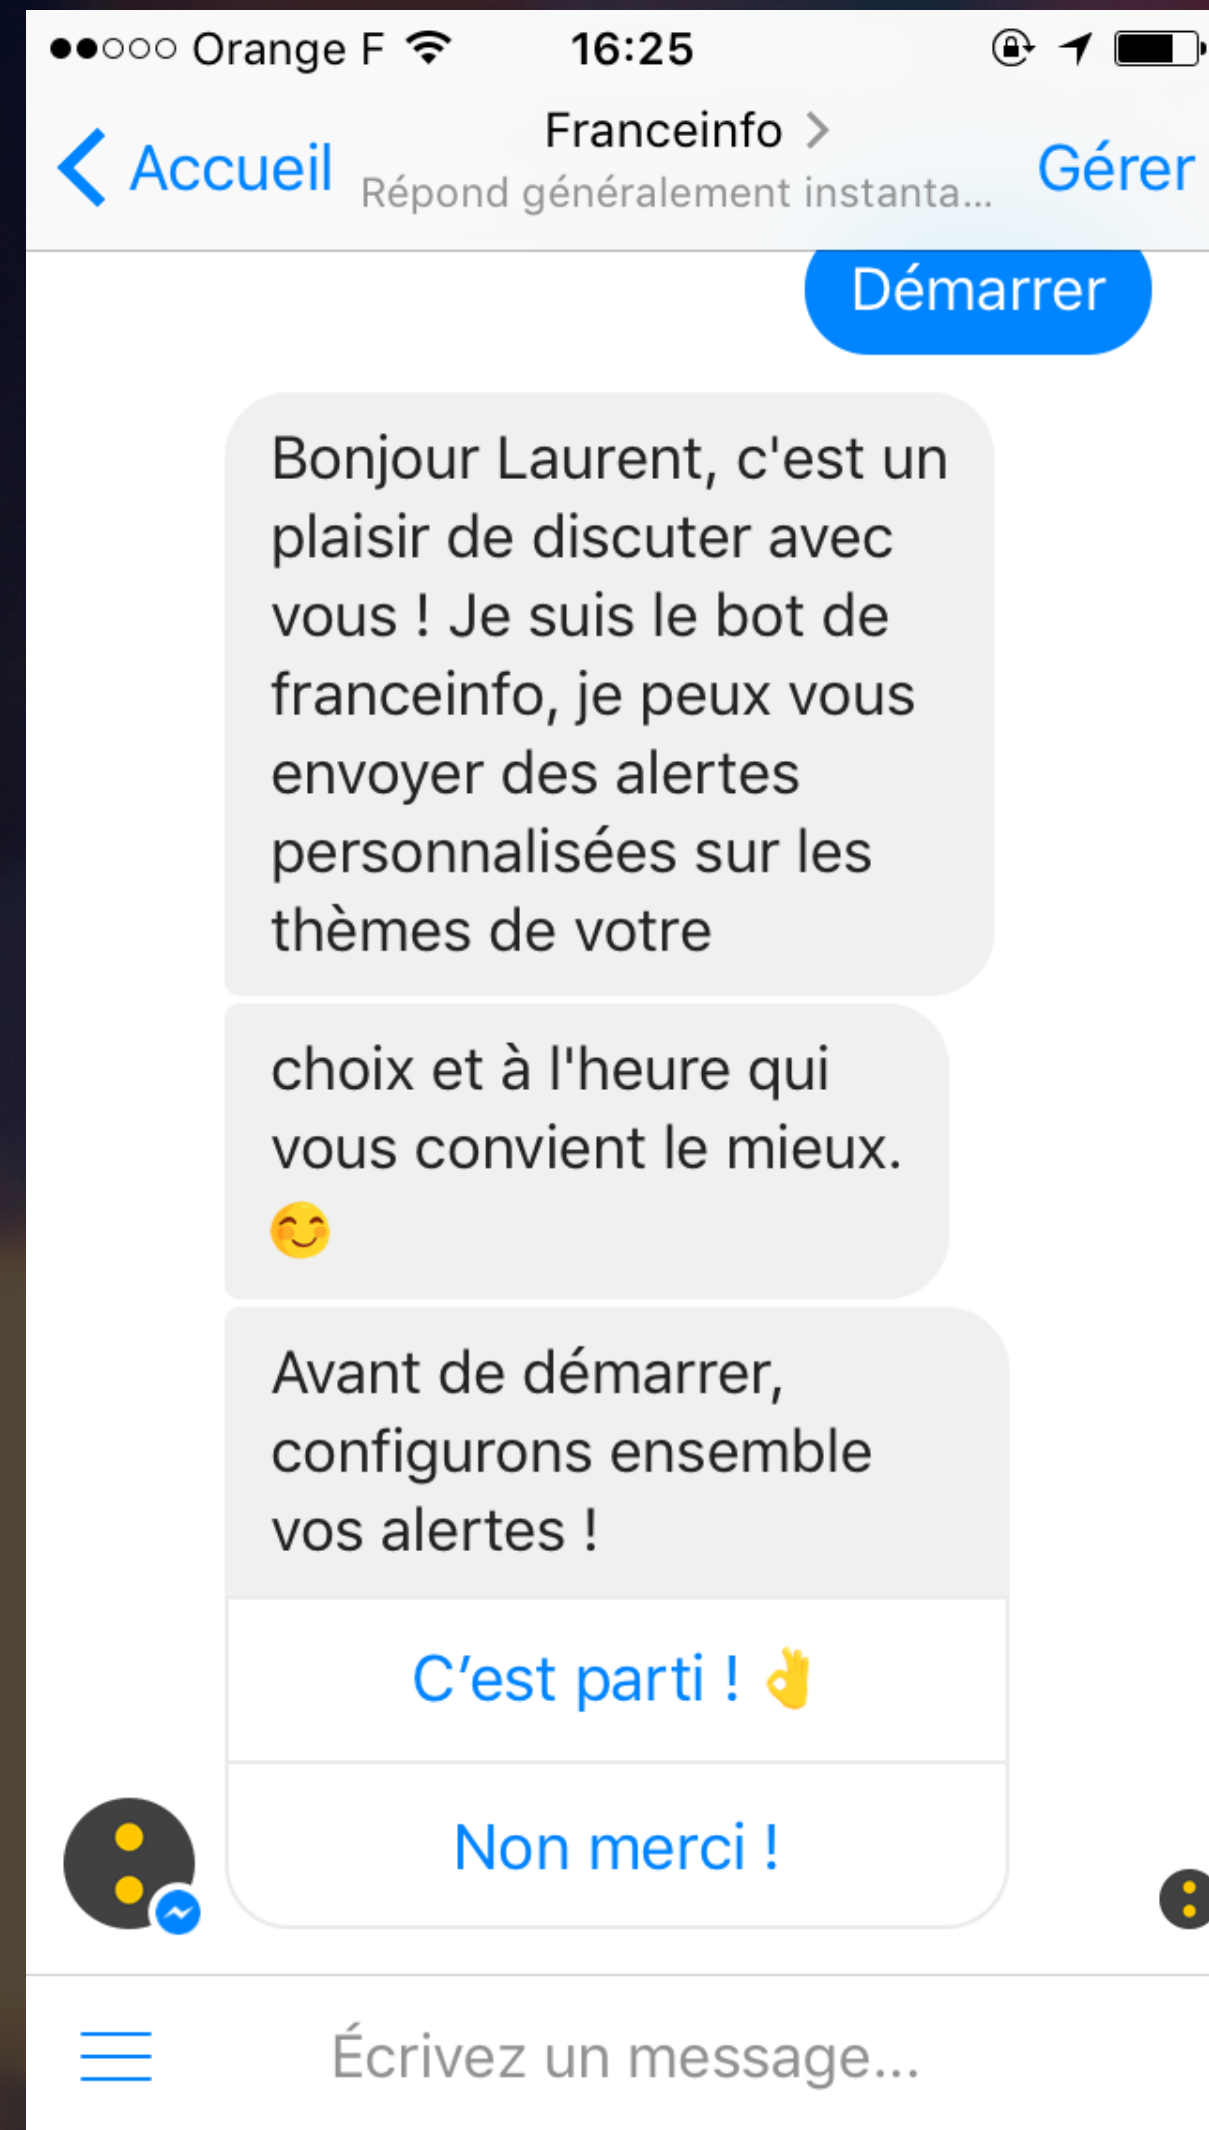 Orange F 16:25
Franceinfo
Accueil
Répond généralement instanta...
Gérer
Démarrer
Bonjour Laurent, c'est un
plaisir de discuter avec
vous ! Je suis le bot de
franceinfo, je peux vous
envoyer des alertes
personnalisées sur les
thèmes de votre
choix et à l'heure qui
vous convient le mieux.
😊
Avant de démarrer,
configurons ensemble
vos alertes !
C’est parti ! 👌
Non merci !
Écrivez un message...